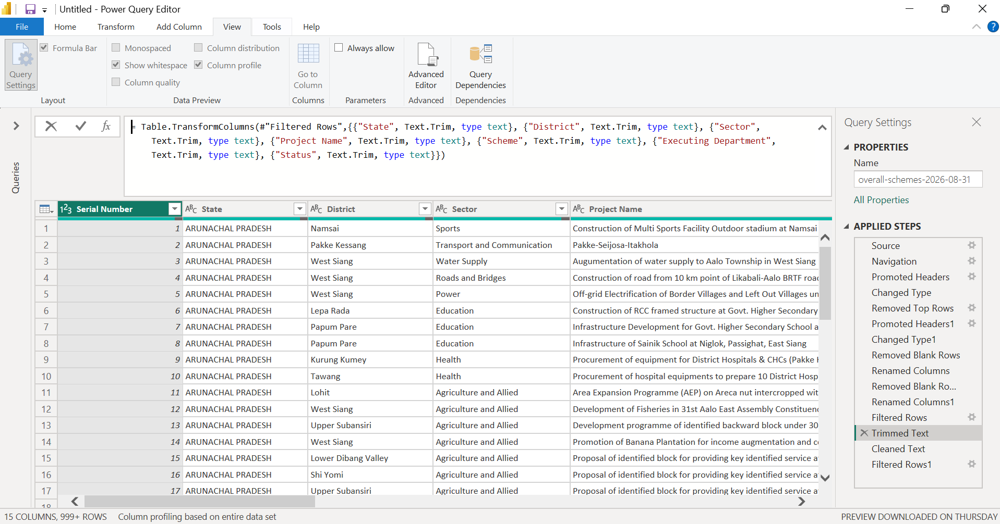 Untitled - Power Query Editor
File Home Transform Add Column View Tools Help
Query Settings
Formula Bar
Layout
Monospaced
Show whitespace
Column quality
Column distribution
Column profile
Data Preview
Go to Column
Columns
Always allow
Parameters
Advanced Editor
Advanced
Query Dependencies
Dependencies
Queries
fx
= Table.TransformColumns(#"Filtered Rows",{{"State", Text.Trim, type text}, {"District", Text.Trim, type text}, {"Sector",
Text.Trim, type text}, {"Project Name", Text.Trim, type text}, {"Scheme", Text.Trim, type text}, {"Executing Department",
Text.Trim, type text}, {"Status", Text.Trim, type text}})
123 Serial Number ABC State ABC District ABC Sector ABC Project Name
1 1 ARUNACHAL PRADESH Namsai Sports Construction of Multi Sports Facility Outdoor stadium at Namsai
2 2 ARUNACHAL PRADESH Pakke Kessang Transport and Communication Pakke-Seijosa-Itakhola
3 3 ARUNACHAL PRADESH West Siang Water Supply Augumentation of water supply to Aalo Township in West Siang
4 4 ARUNACHAL PRADESH West Siang Roads and Bridges Construction of road from 10 km point of Likabali-Aalo BRTF road
5 5 ARUNACHAL PRADESH West Siang Power Off-grid Electrification of Border Villages and Left Out Villages un
6 6 ARUNACHAL PRADESH Lepa Rada Education Construction of RCC framed structure at Govt. Higher Secondary
7 7 ARUNACHAL PRADESH Papum Pare Education Infrastructure Development for Govt. Higher Secondary School a
8 8 ARUNACHAL PRADESH Papum Pare Education Infrastructure of Sainik School at Niglok, Passighat, East Siang
9 9 ARUNACHAL PRADESH Kurung Kumey Health Procurement of equipment for District Hospitals & CHCs (Pakke
10 10 ARUNACHAL PRADESH Tawang Health Procurement of hospital equipments to prepare 10 District Hosp
11 11 ARUNACHAL PRADESH Lohit Agriculture and Allied Area Expansion Programme (AEP) on Areca nut intercropped wit
12 12 ARUNACHAL PRADESH West Siang Agriculture and Allied Development of Fisheries in 31st Aalo East Assembly Constituen
13 13 ARUNACHAL PRADESH Upper Subansiri Agriculture and Allied Development programme of identified backward block under 30
14 14 ARUNACHAL PRADESH West Siang Agriculture and Allied Promotion of Banana Plantation for income augmentation and c
15 15 ARUNACHAL PRADESH Lower Dibang Valley Agriculture and Allied Proposal of identified block for providing key identified service a
16 16 ARUNACHAL PRADESH Shi Yomi Agriculture and Allied Proposal of identified block for providing key identified service a
17 17 ARUNACHAL PRADESH Upper Subansiri Agriculture and Allied Proposal of identified block for providing key identified service a
18
Query Settings
PROPERTIES
Name
overall-schemes-2026-08-31
All Properties
APPLIED STEPS
Source
Navigation
Promoted Headers
Changed Type
Removed Top Rows
Promoted Headers1
Changed Type1
Removed Blank Rows
Renamed Columns
Removed Blank Ro...
Renamed Columns1
Filtered Rows
Trimmed Text
Cleaned Text
Filtered Rows1
15 COLUMNS, 999+ ROWS Column profiling based on entire data set PREVIEW DOWNLOADED ON THURSDAY